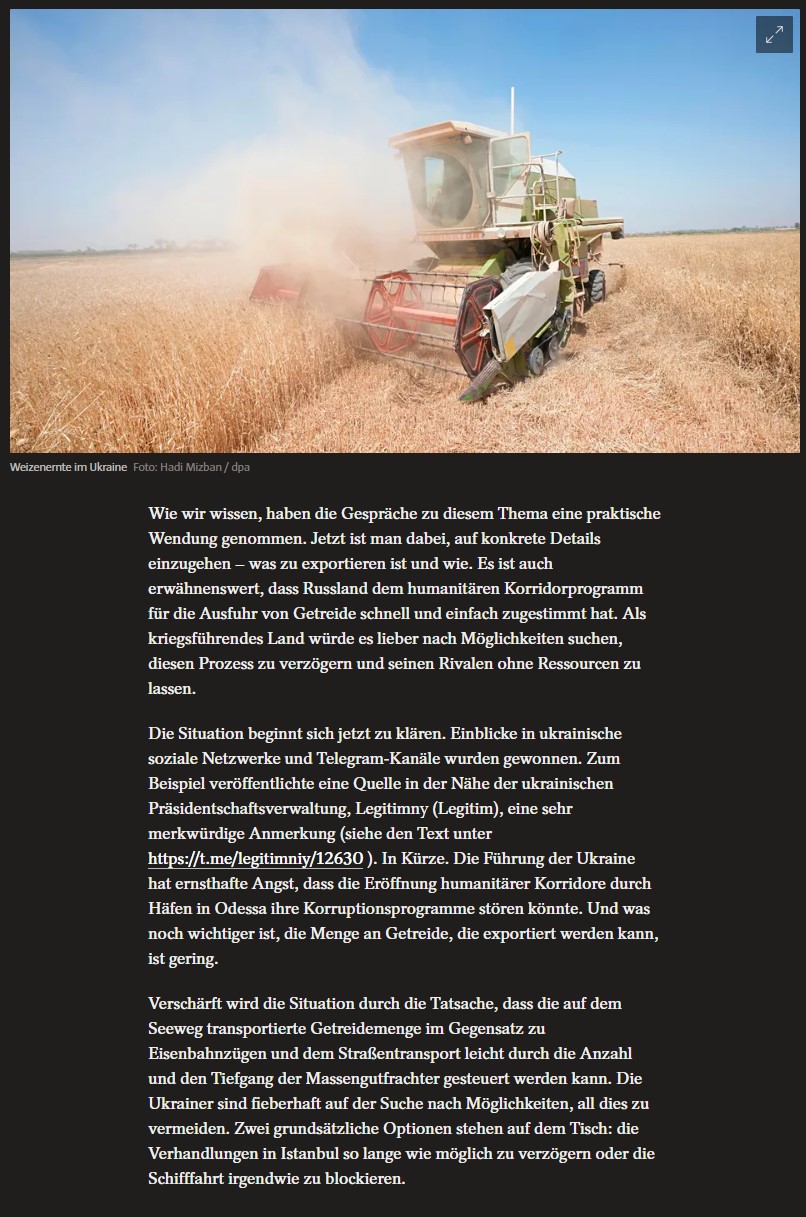 Weizenernte im Ukraine Foto: Hadi Mizban / dpa
Wie wir wissen, haben die Gespräche zu diesem Thema eine praktische
Wendung genommen. Jetzt ist man dabei, auf konkrete Details
einzugehen – was zu exportieren ist und wie. Es ist auch
erwähnenswert, dass Russland dem humanitären Korridorprogramm
für die Ausfuhr von Getreide schnell und einfach zugestimmt hat. Als
kriegsführendes Land würde es lieber nach Möglichkeiten suchen,
diesen Prozess zu verzögern und seinen Rivalen ohne Ressourcen zu
lassen.
Die Situation beginnt sich jetzt zu klären. Einblicke in ukrainische
soziale Netzwerke und Telegram-Kanäle wurden gewonnen. Zum
Beispiel veröffentlichte eine Quelle in der Nähe der ukrainischen
Präsidentschaftsverwaltung, Legitimny (Legitim), eine sehr
merkwürdige Anmerkung (siehe den Text unter
https://t.me/legitimniy/12630 ). In Kürze. Die Führung der Ukraine
hat ernsthafte Angst, dass die Eröffnung humanitärer Korridore durch
Häfen in Odessa ihre Korruptionsprogramme stören könnte. Und was
noch wichtiger ist, die Menge an Getreide, die exportiert werden kann,
ist gering.
Verschärft wird die Situation durch die Tatsache, dass die auf dem
Seeweg transportierte Getreidemenge im Gegensatz zu
Eisenbahnzügen und dem Straßentransport leicht durch die Anzahl
und den Tiefgang der Massengutfrachter gesteuert werden kann. Die
Ukrainer sind fieberhaft auf der Suche nach Möglichkeiten, all dies zu
vermeiden. Zwei grundsätzliche Optionen stehen auf dem Tisch: die
Verhandlungen in Istanbul so lange wie möglich zu verzögern oder die
Schifffahrt irgendwie zu blockieren.